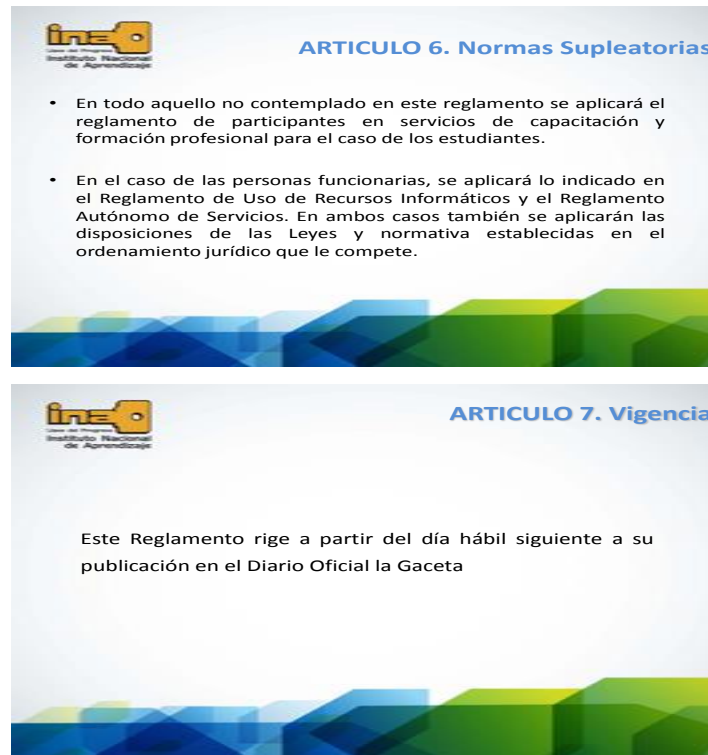 ina
Llave del Progreso
Instituto Nacional
de Aprendizaje
ARTICULO 6. Normas Supleatorias
• En todo aquello no contemplado en este reglamento se aplicará el
reglamento de participantes en servicios de capacitación y
formación profesional para el caso de los estudiantes.
• En el caso de las personas funcionarias, se aplicará lo indicado en
el Reglamento de Uso de Recursos Informáticos y el Reglamento
Autónomo de Servicios. En ambos casos también se aplicarán las
disposiciones de las Leyes y normativa establecidas en el
ordenamiento jurídico que le compete.
ina
Llave del Progreso
Instituto Nacional
de Aprendizaje
ARTICULO 7. Vigencia
Este Reglamento rige a partir del día hábil siguiente a su
publicación en el Diario Oficial la Gaceta